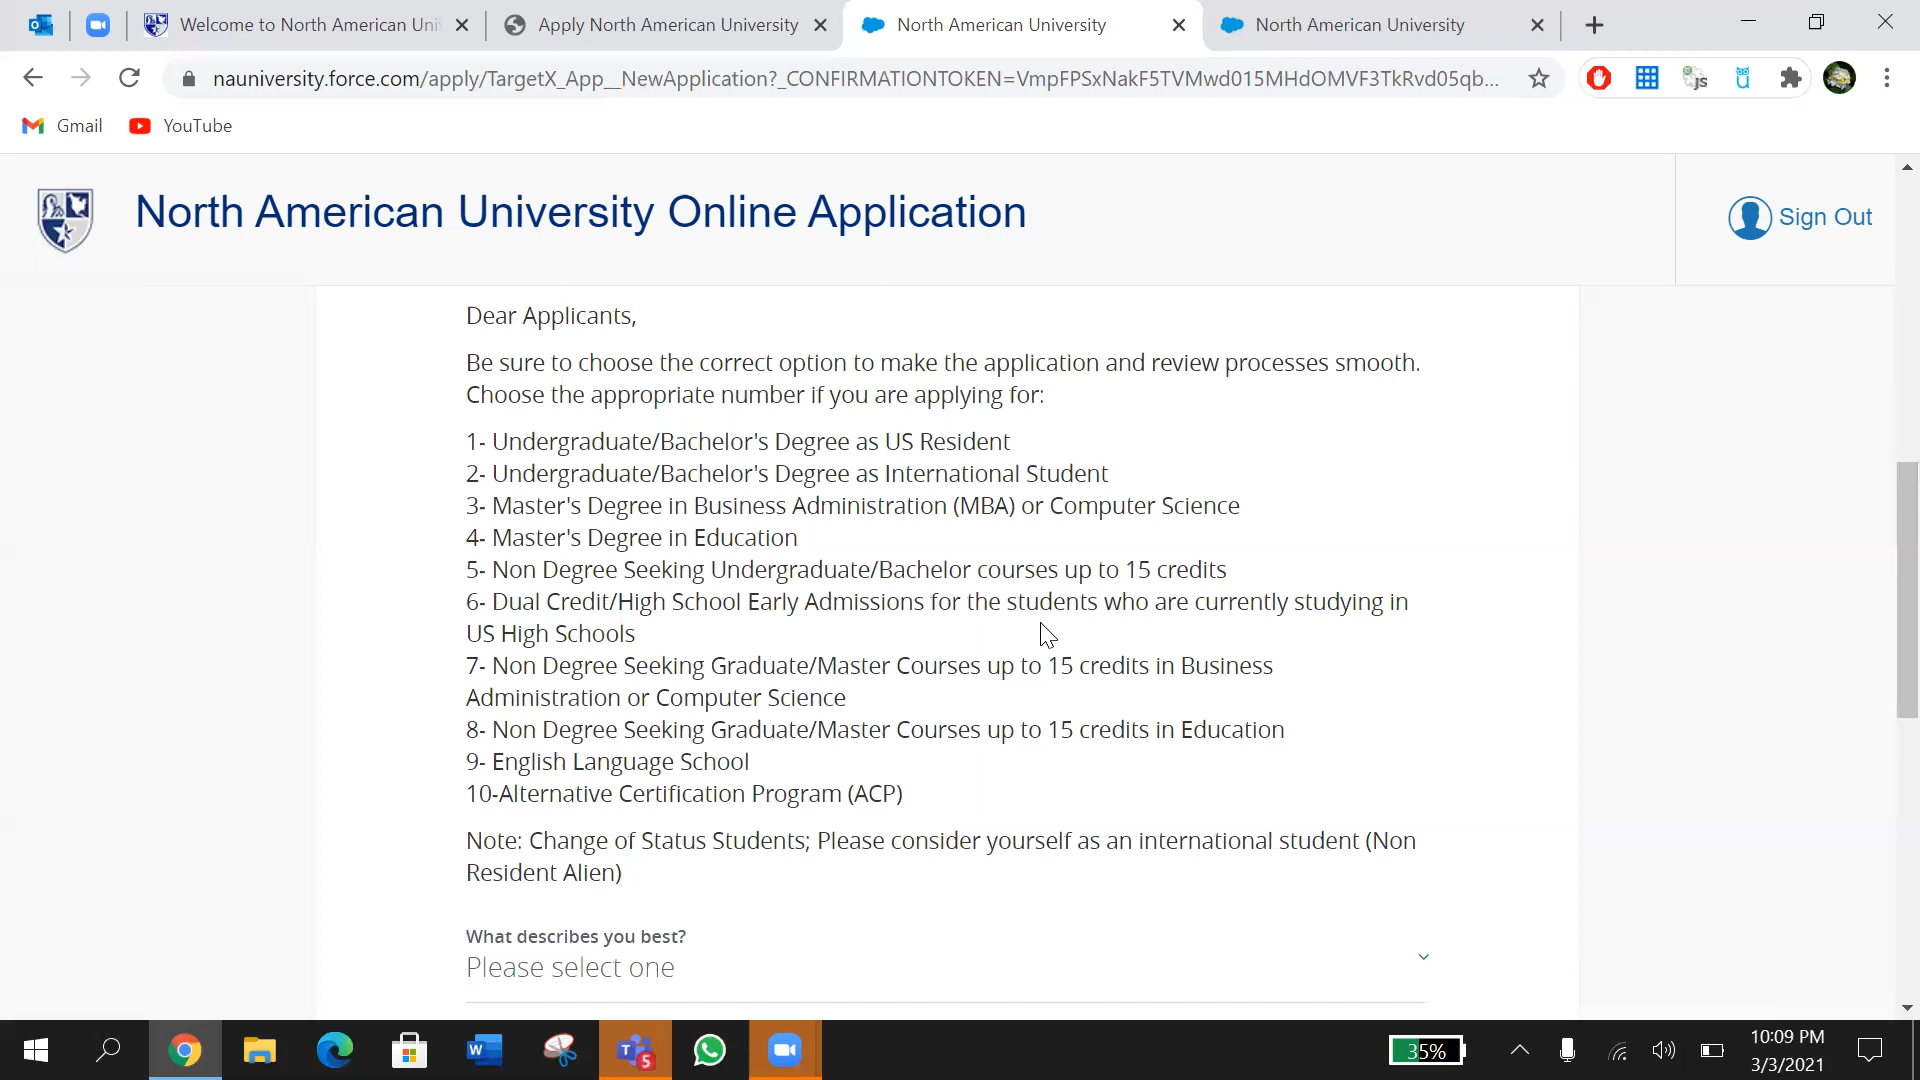 Welcome to North American Uni
Apply North American University
North American University
North American University
nauniversity.force.com/apply/TargetX_App__NewApplication?_CONFIRMATIONTOKEN=VmpFPSxNakF5TVMwd015MHdOMVF3TkRvd05qb...
Gmail
YouTube
North American University Online Application
Sign Out
Dear Applicants,
Be sure to choose the correct option to make the application and review processes smooth.
Choose the appropriate number if you are applying for:
1- Undergraduate/Bachelor's Degree as US Resident
2- Undergraduate/Bachelor's Degree as International Student
3- Master's Degree in Business Administration (MBA) or Computer Science
4- Master's Degree in Education
5- Non Degree Seeking Undergraduate/Bachelor courses up to 15 credits
6- Dual Credit/High School Early Admissions for the students who are currently studying in
US High Schools
7- Non Degree Seeking Graduate/Master Courses up to 15 credits in Business
Administration or Computer Science
8- Non Degree Seeking Graduate/Master Courses up to 15 credits in Education
9- English Language School
10-Alternative Certification Program (ACP)
Note: Change of Status Students; Please consider yourself as an international student (Non
Resident Alien)
What describes you best?
Please select one
35%
10:09 PM
3/3/2021